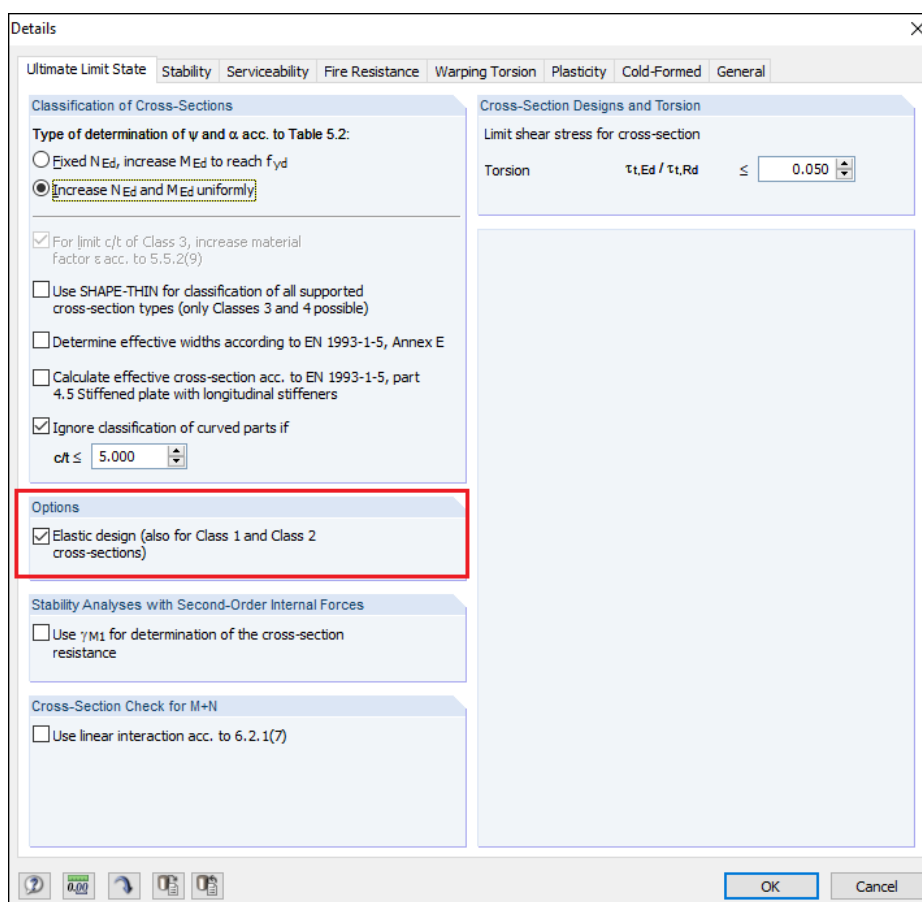 Details
Ultimate Limit State Stability Serviceability Fire Resistance Warping Torsion Plasticity Cold-Formed General
Classification of Cross-Sections
Type of determination of ψ and α acc. to Table 5.2:
Fixed NEd, increase MEd to reach fyd
Increase NEd and MEd uniformly
For limit c/t of Class 3, increase material
factor ε acc. to 5.5.2(9)
Use SHAPE-THIN for classification of all supported
cross-section types (only Classes 3 and 4 possible)
Determine effective widths according to EN 1993-1-5, Annex E
Calculate effective cross-section acc. to EN 1993-1-5, part
4.5 Stiffened plate with longitudinal stiffeners
Ignore classification of curved parts if
c/t ≤ 5.000
Options
Elastic design (also for Class 1 and Class 2
cross-sections)
Stability Analyses with Second-Order Internal Forces
Use γM1 for determination of the cross-section
resistance
Cross-Section Check for M+N
Use linear interaction acc. to 6.2.1(7)
Cross-Section Designs and Torsion
Limit shear stress for cross-section
Torsion τt,Ed / τt,Rd ≤ 0.050
0.00
OK Cancel